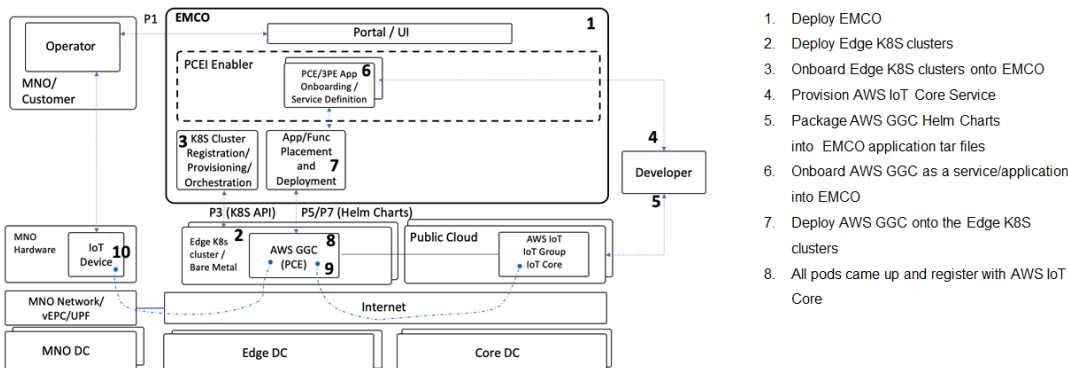 P1
EMCO
1
Operator
MNO/
Customer
Portal / UI
PCEI Enabler
PCE/3PE App
Onboarding /
Service Definition
6
3
K8S Cluster
Registration/
Provisioning/
Orchestration
App/Func
Placement
and
Deployment
7
4
Developer
5
P3 (K8S API)
P5/P7 (Helm Charts)
MNO
Hardware
IoT
Device
10
Edge K8s
cluster /
Bare Metal
2
AWS GGC
(PCE)
8
9
Public Cloud
AWS IoT
IoT Group
IoT Core
MNO Network/
vEPC/UPF
Internet
MNO DC
Edge DC
Core DC
1. Deploy EMCO
2. Deploy Edge K8S clusters
3. Onboard Edge K8S clusters onto EMCO
4. Provision AWS IoT Core Service
5. Package AWS GGC Helm Charts
into EMCO application tar files
6. Onboard AWS GGC as a service/application
into EMCO
7. Deploy AWS GGC onto the Edge K8S
clusters
8. All pods came up and register with AWS IoT
Core